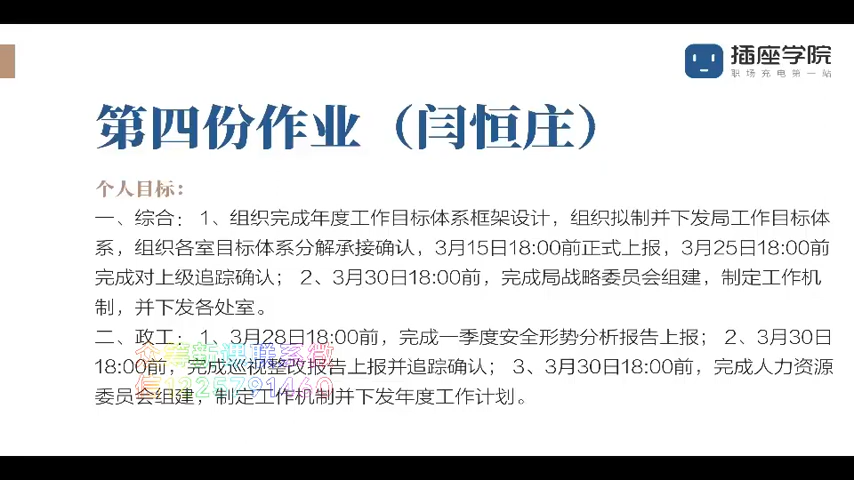 插座学院
职场充电第一站
第四份作业（闫恒庄）
个人目标：
一、综合：1、组织完成年度工作目标体系框架设计，组织拟制并下发局工作目标体
系，组织各室目标体系分解承接确认，3月15日18:00前正式上报，3月25日18:00前
完成对上级追踪确认；2、3月30日18:00前，完成局战略委员会组建，制定工作机
制，并下发各处室。
二、政工：1、3月28日18:00前，完成一季度安全形势分析报告上报；2、3月30日
18:00前，完成巡视整改报告上报并追踪确认；3、3月30日18:00前，完成人力资源
委员会组建，制定工作机制并下发年度工作计划。
众筹新课联系微